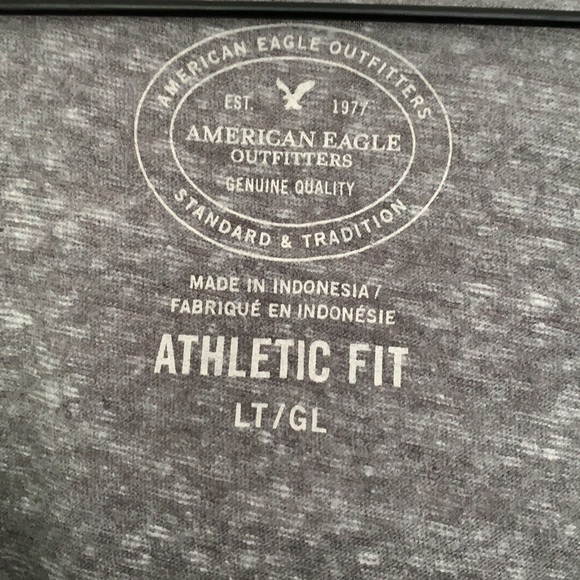 AMERICAN EAGLE OUTFITTERS
EST. 1977
AMERICAN EAGLE
OUTFITTERS
GENUINE QUALITY
STANDARD & TRADITION
MADE IN INDONESIA /
FABRIQUÉ EN INDONÉSIE
ATHLETIC FIT
LT/GL